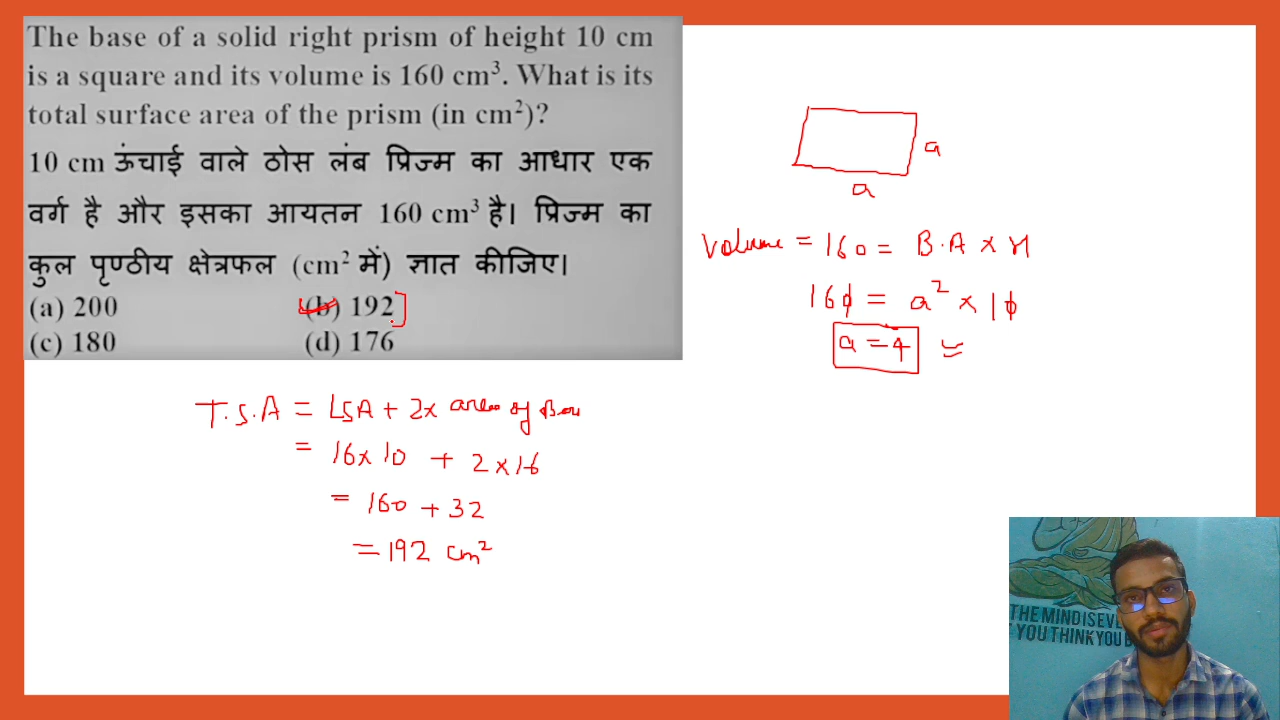 The base of a solid right prism of height 10 cm
is a square and its volume is 160 cm³. What is its
total surface area of the prism (in cm²)?
10 cm ऊंचाई वाले ठोस लंब प्रिज्म का आधार एक
वर्ग है और इसका आयतन 160 cm³ है। प्रिज्म का
कुल पृण्ठीय क्षेत्रफल (cm² में) ज्ञात कीजिए।
(a) 200 (b) 192
(c) 180 (d) 176
a
a
Volume = 160 = B.A × H
160 = a² × 10
a = 4
T.S.A = LSA + 2x area of
= 16 x 10 + 2 x 16
= 160 + 32
= 192 cm²
THE MIND IS EVE
YOU THINK YOU B